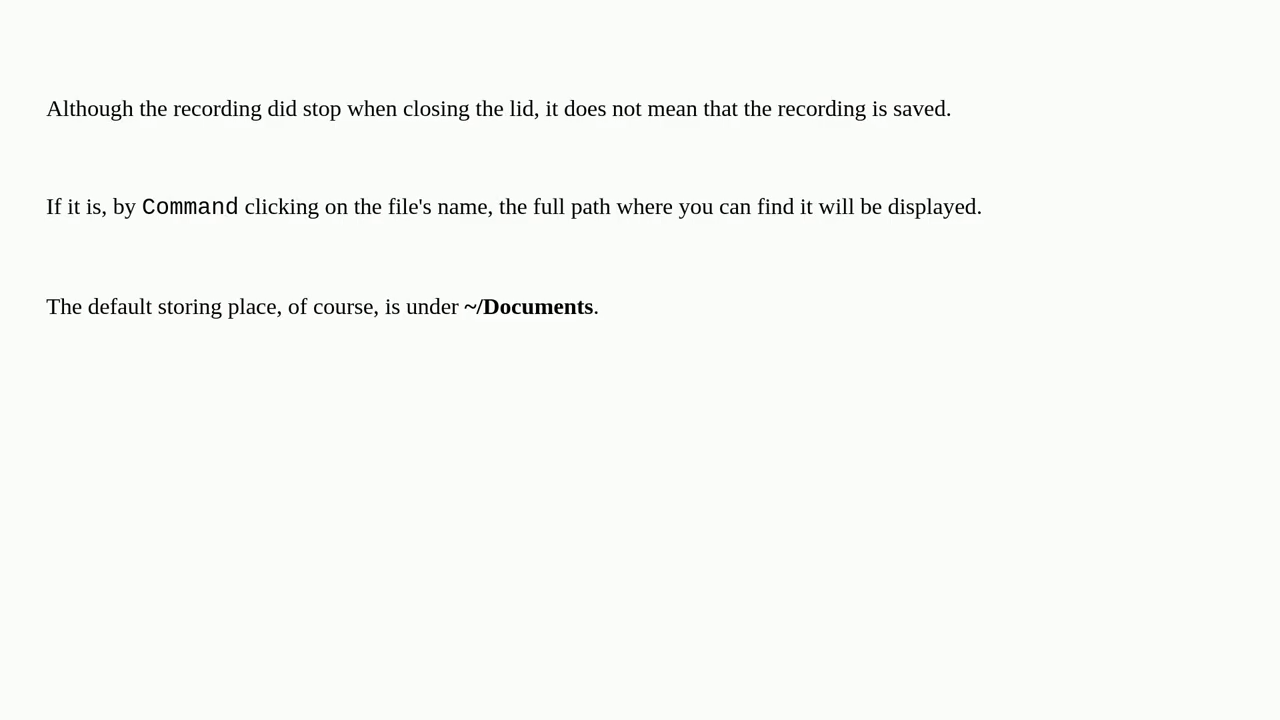 Although the recording did stop when closing the lid, it does not mean that the recording is saved.
If it is, by Command clicking on the file's name, the full path where you can find it will be displayed.
The default storing place, of course, is under ~/Documents.